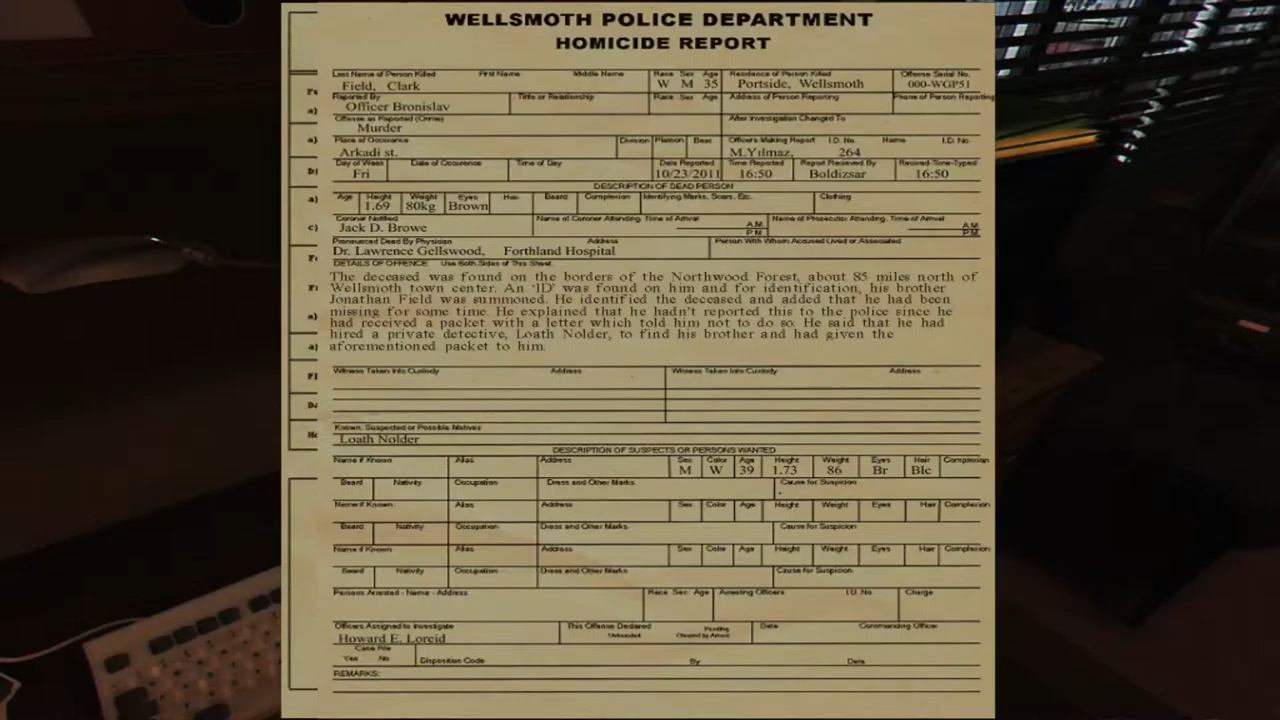 WELLSMOTH POLICE DEPARTMENT
HOMICIDE REPORT
Last Name of Person Killed First Name Middle Name Race Sex Age Residence of Person Killed Offense Serial No.
Field, Clark W M 35 Portside, Wellsmoth 000-WGP51
Reported By Title or Relationship Race Sex Age Address of Person Reporting Phone of Person Reporting
Officer Bronislav
Offense as Reported (Crime) After Investigation Changed To
Murder
Place of Occurance Division Platoon Beat Officers Making Report I.D. No. Name I.D. No
Arkadi st. M.Yılmaz, 264
Day of Week Date of Occurence Time of Day Date Reported Time Reported Report Recieved By Recived-Time-Typed
Fri 10/23/2011 16:50 Boldizsar 16:50
DESCRIPTION OF DEAD PERSON
Age Height Weight Eyes Hair Beard Complexion Identifying Marks, Scars, Etc. Clothing
1.69 80kg Brown
Coroner Notified Name of Coroner Attending, Time of Arrival Name of Prosecutor Attending, Time of Arrival
Jack D. Browe A.M. A.M.
P.M. P.M.
Pronounced Dead By Physician Address Person With Whom Accused Lived or Associated
Dr. Lawrence Gellswood, Forthland Hospital
DETAILS OF OFFENCE Use Both Sides of This Sheet
The deceased was found on the borders of the Northwood Forest, about 85 miles north of
Wellsmoth town center. An 'ID' was found on him and for identification, his brother
Jonathan Field was summoned. He identified the deceased and added that he had been
missing for some time. He explained that he hadn't reported this to the police since he
had received a packet with a letter which told him not to do so. He said that he had
hired a private detective, Loath Nolder, to find his brother and had given the
aforementioned packet to him.
Witness Taken Into Custody Address Witness Taken Into Custody Address
Known, Suspected or Possible Motives
Loath Nolder
DESCRIPTION OF SUSPECTS OR PERSONS WANTED
Name if Known Alias Address Sex Color Age Height Weight Eyes Hair Complexion
M W 39 1.73 86 Br Blc
Beard Nativity Occupation Dress and Other Marks Cause for Suspicion
Name if Known Alias Address Sex Color Age Height Weight Eyes Hair Complexion
Beard Nativity Occupation Dress and Other Marks Cause for Suspicion
Name if Known Alias Address Sex Color Age Height Weight Eyes Hair Complexion
Beard Nativity Occupation Dress and Other Marks Cause for Suspicion
Persons Arrested - Name - Address Race Sex Age Arresting Officers I.D. No. Charge
Officers Assigned to Investigate This Offense Declared Pending Date Commanding Officer
Howard E. Loreid Unfounded Cleared by Arrest
Case File
Yes No Disposition Code By Date
REMARKS: